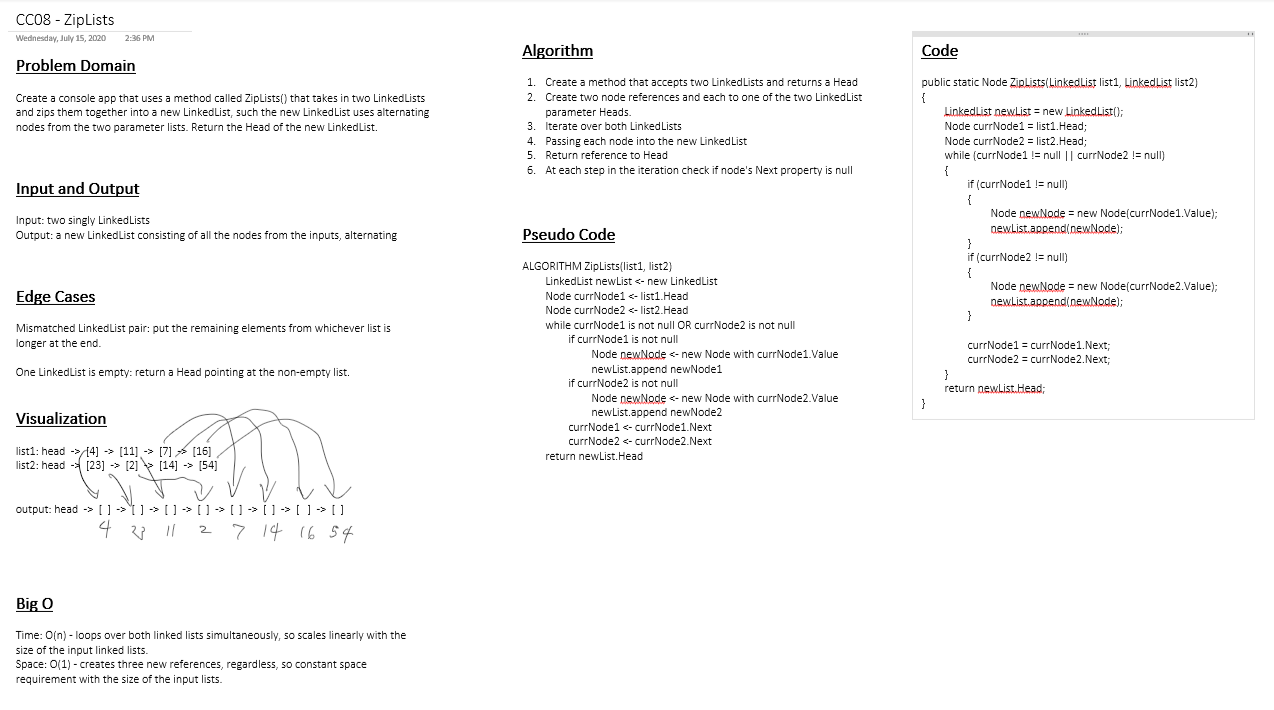 CC08 - ZipLists
Wednesday, July 15, 2020 2:36 PM
Problem Domain
Create a console app that uses a method called ZipLists() that takes in two LinkedLists
and zips them together into a new LinkedList, such the new LinkedList uses alternating
nodes from the two parameter lists. Return the Head of the new LinkedList.
Input and Output
Input: two singly LinkedLists
Output: a new LinkedList consisting of all the nodes from the inputs, alternating
Edge Cases
Mismatched LinkedList pair: put the remaining elements from whichever list is
longer at the end.
One LinkedList is empty: return a Head pointing at the non-empty list.
Visualization
list1: head -> [4] -> [11] -> [7] -> [16]
list2: head -> [23] -> [2] -> [14] -> [54]
output: head -> [ ] -> [ ] -> [ ] -> [ ] -> [ ] -> [ ] -> [ ] -> [ ]
4 23 11 2 7 14 16 54
Big O
Time: O(n) - loops over both linked lists simultaneously, so scales linearly with the
size of the input linked lists.
Space: O(1) - creates three new references, regardless, so constant space
requirement with the size of the input lists.
Algorithm
1. Create a method that accepts two LinkedLists and returns a Head
2. Create two node references and each to one of the two LinkedList
parameter Heads.
3. Iterate over both LinkedLists
4. Passing each node into the new LinkedList
5. Return reference to Head
6. At each step in the iteration check if node's Next property is null
Pseudo Code
ALGORITHM ZipLists(list1, list2)
LinkedList newList <- new LinkedList
Node currNode1 <- list1.Head
Node currNode2 <- list2.Head
while currNode1 is not null OR currNode2 is not null
if currNode1 is not null
Node newNode <- new Node with currNode1.Value
newList.append newNode1
if currNode2 is not null
Node newNode <- new Node with currNode2.Value
newList.append newNode2
currNode1 <- currNode1.Next
currNode2 <- currNode2.Next
return newList.Head
Code
public static Node ZipLists(LinkedList list1, LinkedList list2)
{
LinkedList newList = new LinkedList();
Node currNode1 = list1.Head;
Node currNode2 = list2.Head;
while (currNode1 != null || currNode2 != null)
{
if (currNode1 != null)
{
Node newNode = new Node(currNode1.Value);
newList.append(newNode);
}
if (currNode2 != null)
{
Node newNode = new Node(currNode2.Value);
newList.append(newNode);
}
currNode1 = currNode1.Next;
currNode2 = currNode2.Next;
}
return newList.Head;
}